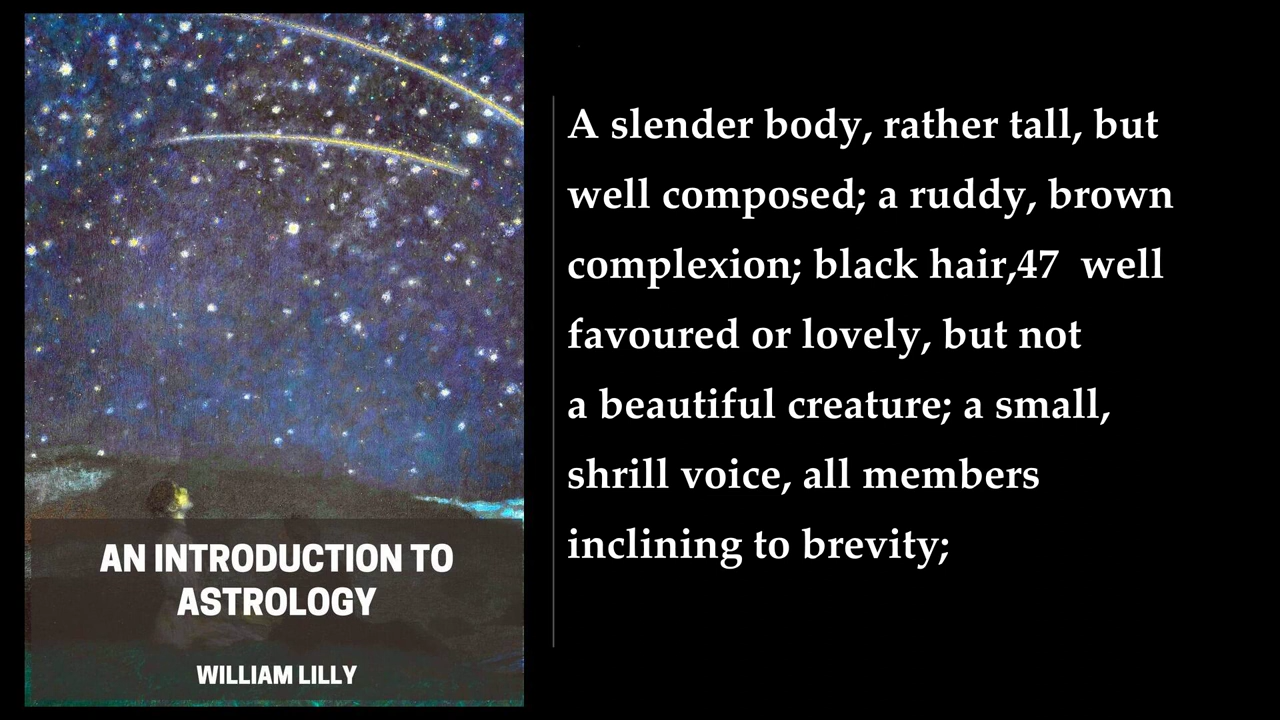 AN INTRODUCTION TO
ASTROLOGY
WILLIAM LILLY
A slender body, rather tall, but
well composed; a ruddy, brown
complexion; black hair,47  well
favoured or lovely, but not
a beautiful creature; a small,
shrill voice, all members
inclining to brevity;